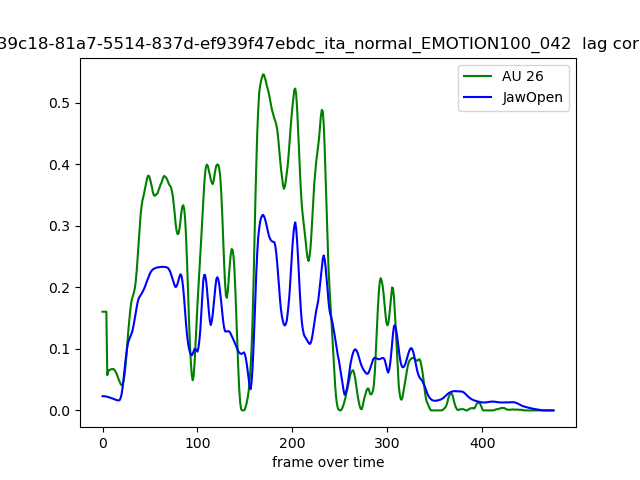 39c18-81a7-5514-837d-ef939f47ebdc_ita_normal_EMOTION100_042 lag cor
AU 26
JawOpen
0.5
0.4
0.3
0.2
0.1
0.0
0 100 200 300 400
frame over time